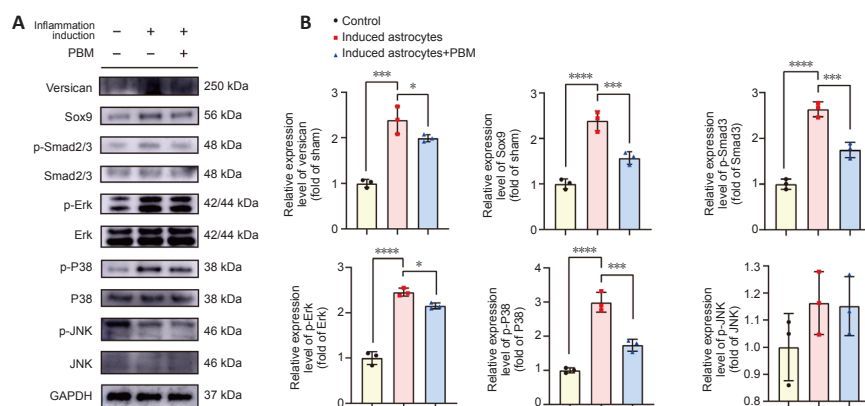 A
Inflammation
induction
– + +
PBM
– – +
Versican
250 kDa
Sox9
56 kDa
p-Smad2/3
48 kDa
Smad2/3
48 kDa
p-Erk
42/44 kDa
Erk
42/44 kDa
p-P38
38 kDa
P38
38 kDa
p-JNK
46 kDa
JNK
46 kDa
GAPDH
37 kDa
B
Control
Induced astrocytes
Induced astrocytes+PBM
Relative expression
level of versican
(fold of sham)
3
2
1
0
***
*
Relative expression
level of Sox9
(fold of sham)
3
2
1
0
****
***
Relative expression
level of p-Smad3
(fold of Smad3)
3
2
1
0
****
***
Relative expression
level of p-Erk
(fold of Erk)
3
2
1
0
****
*
Relative expression
level of p-P38
(fold of P38)
4
3
2
1
0
****
***
Relative expression
level of p-JNK
(fold of JNK)
1.3
1.2
1.1
1.0
0.9
0.8